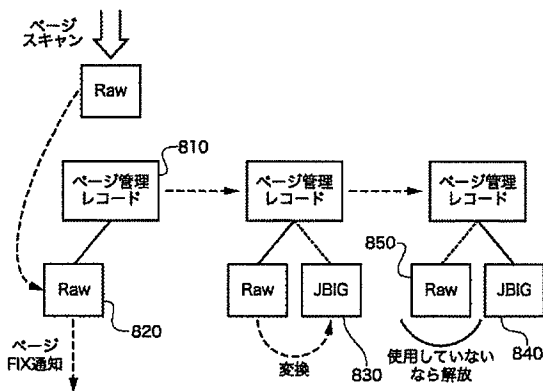 ページ
スキャン
Raw
810
ページ管理
レコード
ページ管理
レコード
ページ管理
レコード
Raw
820
Raw
JBIG
830
850
Raw
JBIG
840
ページ
FIX通知
変換
使用していない
なら解放